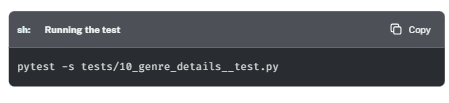 sh: Running the test Copy
pytest -s tests/10_genre_details__test.py